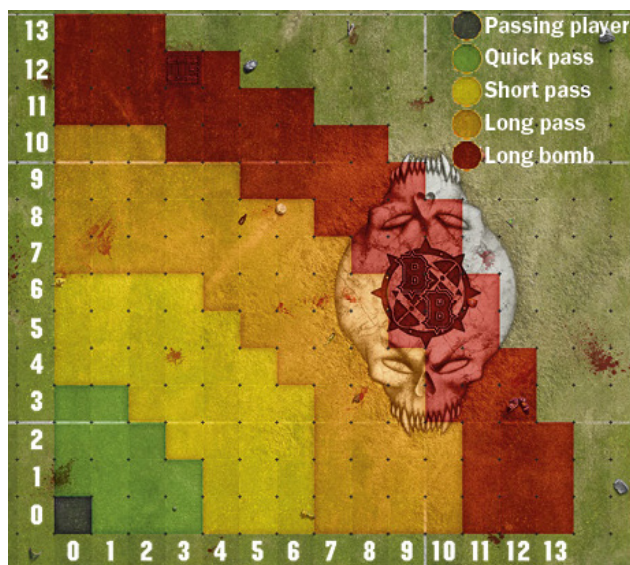 13
Passing player
12
Quick pass
11
Short pass
10
Long pass
9
Long bomb
8
7
6
B
B
5
4
3
2
1
0
0 1 2 3 4 5 6 7 8 9 10 11 12 13